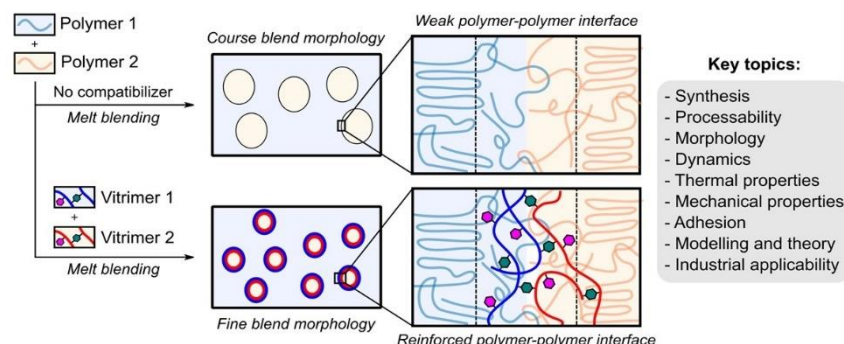 Polymer 1
+
Polymer 2
No compatibilizer
Melt blending
Vitrimer 1
+
Vitrimer 2
Melt blending
Course blend morphology
Fine blend morphology
Weak polymer-polymer interface
Reinforced polymer-polymer interface
Key topics:
- Synthesis
- Processability
- Morphology
- Dynamics
- Thermal properties
- Mechanical properties
- Adhesion
- Modelling and theory
- Industrial applicability